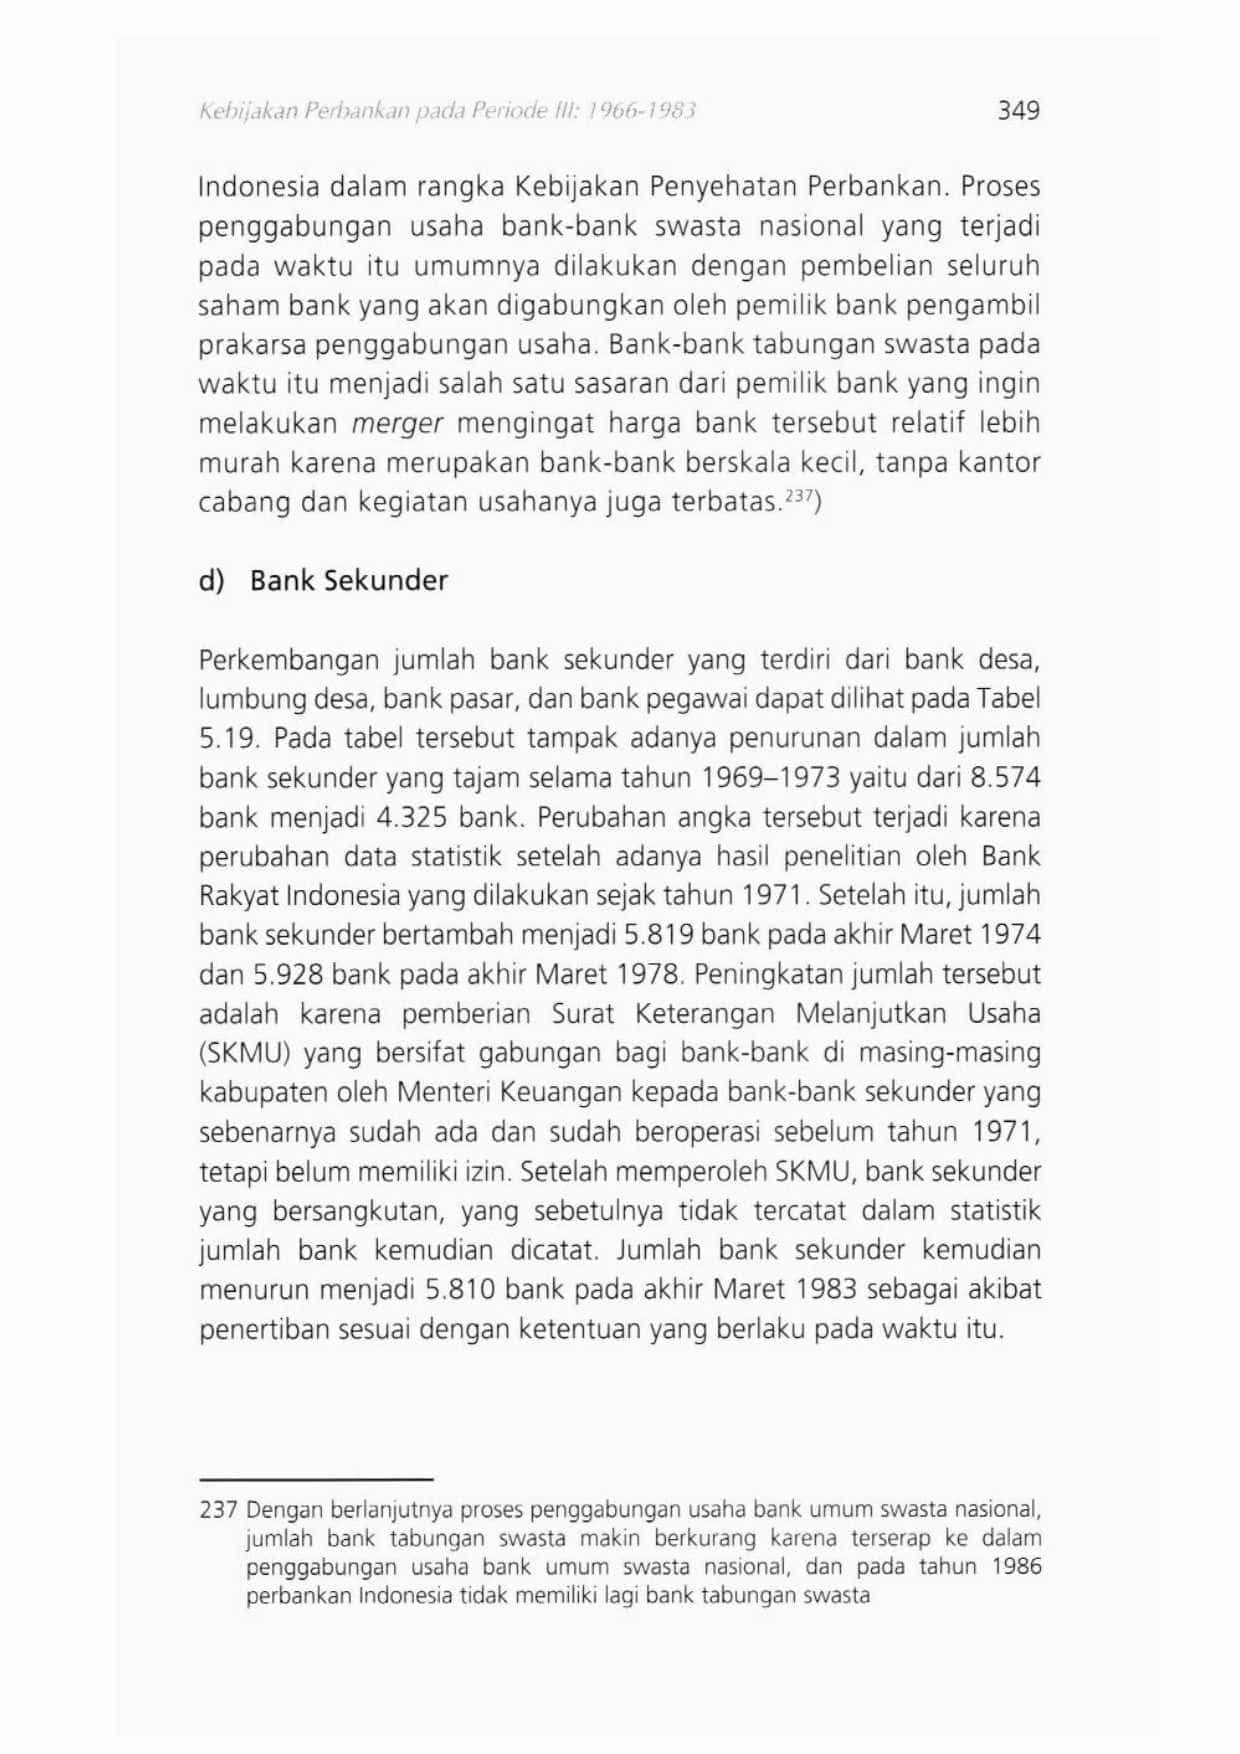 Kebijakan Perbankan pada Periode III: 1966-1983 349
Indonesia dalam rangka Kebijakan Penyehatan Perbankan. Proses
penggabungan usaha bank-bank swasta nasional yang terjadi
pada waktu itu umumnya dilakukan dengan pembelian seluruh
saham bank yang akan digabungkan oleh pemilik bank pengambil
prakarsa penggabungan usaha. Bank-bank tabungan swasta pada
waktu itu menjadi salah satu sasaran dari pemilik bank yang ingin
melakukan merger mengingat harga bank tersebut relatif lebih
murah karena merupakan bank-bank berskala kecil, tanpa kantor
cabang dan kegiatan usahanya juga terbatas.237)
d) Bank Sekunder
Perkembangan jumlah bank sekunder yang terdiri dari bank desa,
lumbung desa, bank pasar, dan bank pegawai dapat dilihat pada Tabel
5.19. Pada tabel tersebut tampak adanya penurunan dalam jumlah
bank sekunder yang tajam selama tahun 1969–1973 yaitu dari 8.574
bank menjadi 4.325 bank. Perubahan angka tersebut terjadi karena
perubahan data statistik setelah adanya hasil penelitian oleh Bank
Rakyat Indonesia yang dilakukan sejak tahun 1971. Setelah itu, jumlah
bank sekunder bertambah menjadi 5.819 bank pada akhir Maret 1974
dan 5.928 bank pada akhir Maret 1978. Peningkatan jumlah tersebut
adalah karena pemberian Surat Keterangan Melanjutkan Usaha
(SKMU) yang bersifat gabungan bagi bank-bank di masing-masing
kabupaten oleh Menteri Keuangan kepada bank-bank sekunder yang
sebenarnya sudah ada dan sudah beroperasi sebelum tahun 1971,
tetapi belum memiliki izin. Setelah memperoleh SKMU, bank sekunder
yang bersangkutan, yang sebetulnya tidak tercatat dalam statistik
jumlah bank kemudian dicatat. Jumlah bank sekunder kemudian
menurun menjadi 5.810 bank pada akhir Maret 1983 sebagai akibat
penertiban sesuai dengan ketentuan yang berlaku pada waktu itu.
237 Dengan berlanjutnya proses penggabungan usaha bank umum swasta nasional,
jumlah bank tabungan swasta makin berkurang karena terserap ke dalam
penggabungan usaha bank umum swasta nasional, dan pada tahun 1986
perbankan Indonesia tidak memiliki lagi bank tabungan swasta